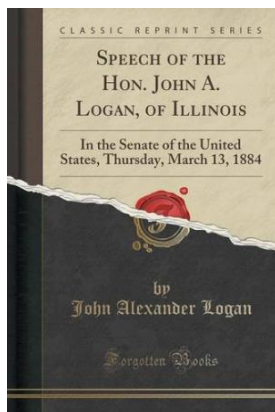 CLASSIC REPRINT SERIES
SPEECH OF THE
HON. JOHN A.
LOGAN, OF ILLINOIS
In the Senate of the United
States, Thursday, March 13, 1884
by
John Alexander Logan
Forgotten Books